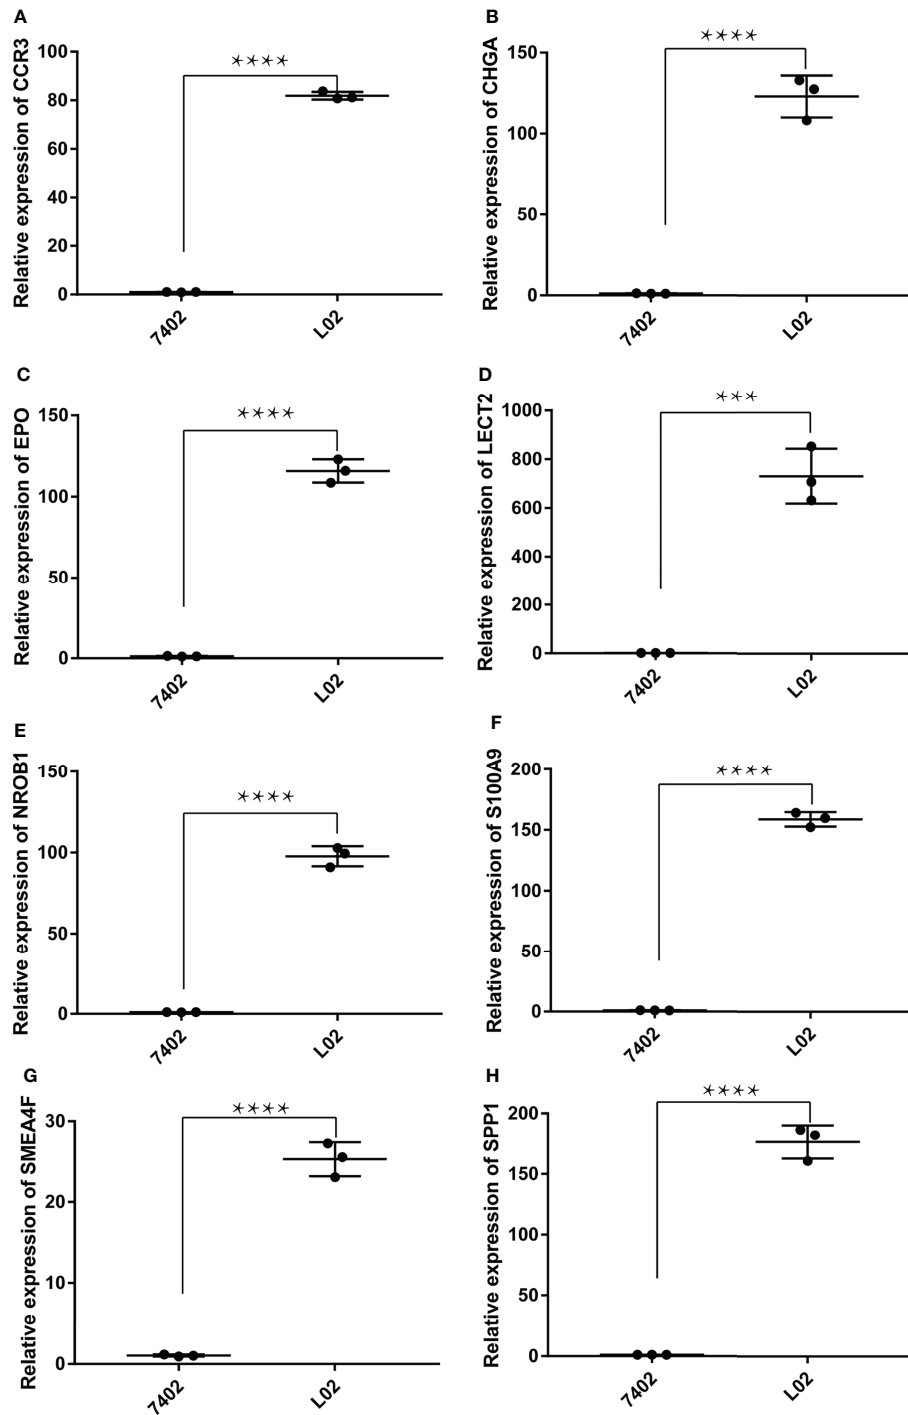 A
Relative expression of CCR3
100
80
60
40
20
0
****
7402
L02
B
Relative expression of CHGA
150
100
50
0
****
7402
L02
C
Relative expression of EPO
150
100
50
0
****
7402
L02
D
Relative expression of LECT2
1000
800
600
400
200
0
***
7402
L02
E
Relative expression of NROB1
150
100
50
0
****
7402
L02
F
Relative expression of S100A9
200
150
100
50
0
****
7402
L02
G
Relative expression of SMEA4F
30
20
10
0
****
7402
L02
H
Relative expression of SPP1
200
150
100
50
0
****
7402
L02